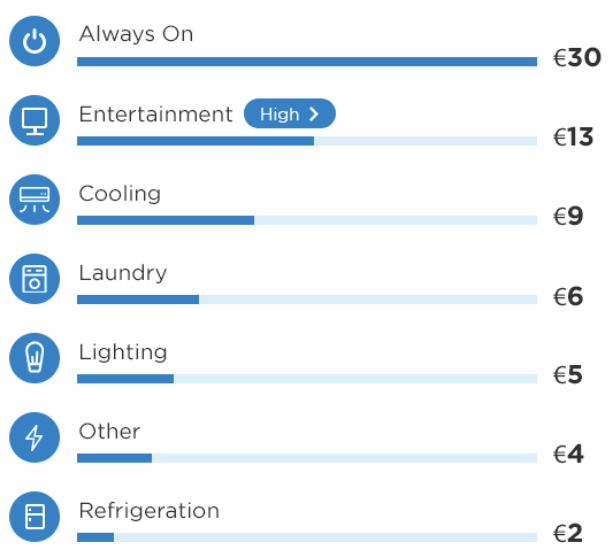 Always On
€30
Entertainment High >
€13
Cooling
€9
Laundry
€6
Lighting
€5
Other
€4
Refrigeration
€2